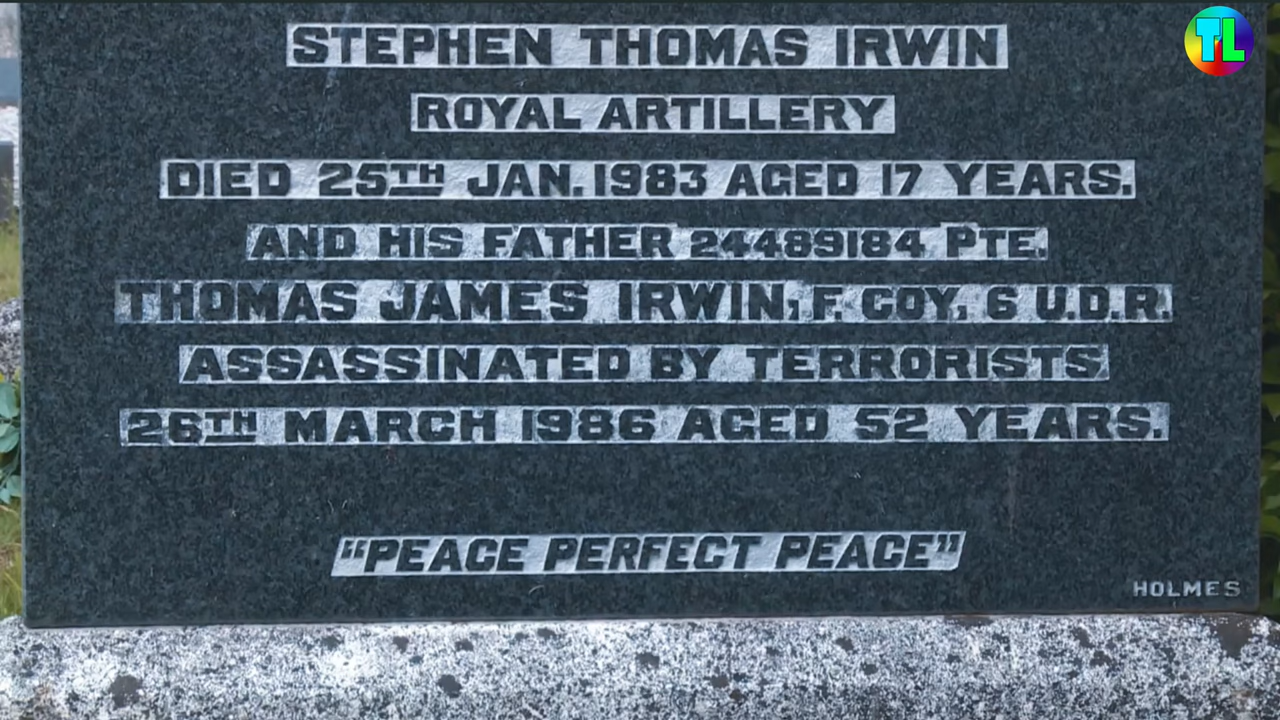 TL
STEPHEN THOMAS IRWIN
ROYAL ARTILLERY
DIED 25TH JAN. 1983 AGED 17 YEARS.
AND HIS FATHER 24489184 PTE.
THOMAS JAMES IRWIN, F. COY, 6 U.D.R.
ASSASSINATED BY TERRORISTS
26TH MARCH 1986 AGED 52 YEARS.
"PEACE PERFECT PEACE"
HOLMES